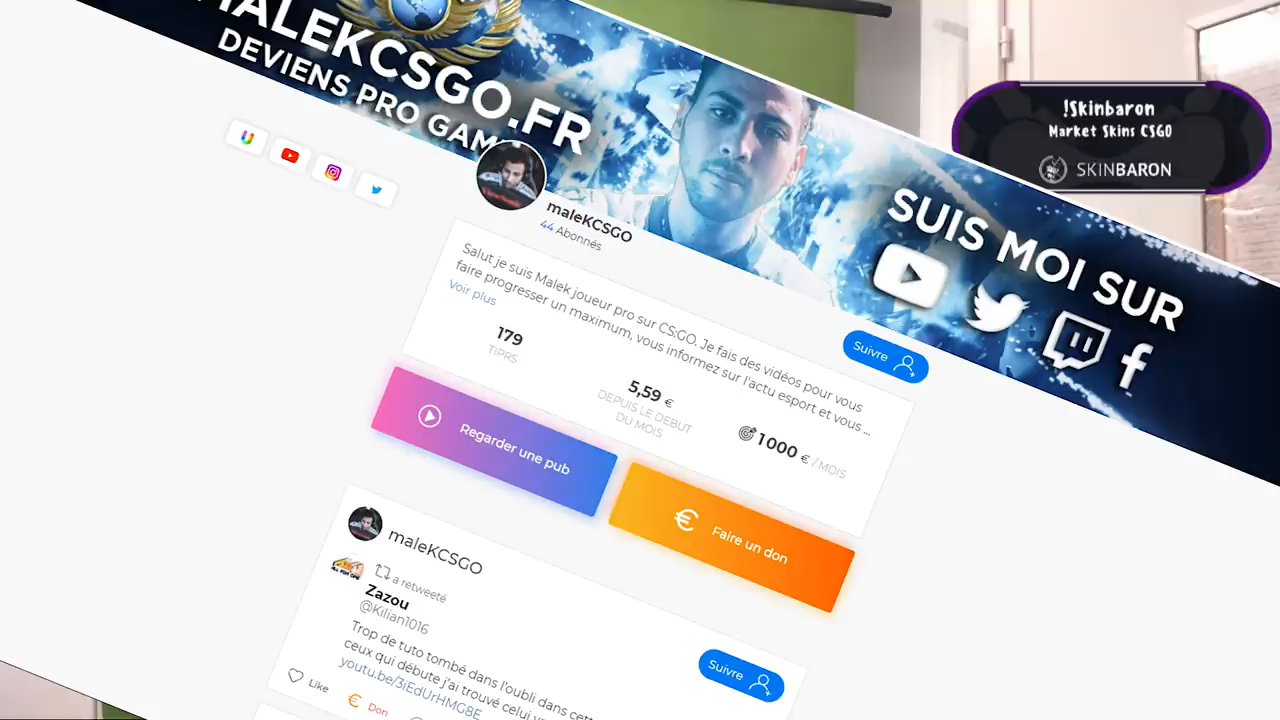 MALEKCSGO.FR
DEVIENS PRO
!Skinbaron
Market Skins CSGO
SKINBARON
SUIS MOI SUR
maleKCSGO
44 Abonnés
Suivre
Salut je suis Malek joueur pro sur CS:GO. Je fais des vidéos pour vous
faire progresser un maximum, vous informez sur l'actu esport et vous ...
Voir plus
179
TIPRS
5,59 €
DEPUIS LE DEBUT
DU MOIS
1 000 € / MOIS
Regarder une pub
€ Faire un don
maleKCSGO
Suivre
a retweeté
Zazou
@Kilian1016
Trop de tuto tombé dans l'oubli dans
ceux qui débute j'ai trouvé celui
youtu.be/3iEdUrHMG8E
Like
€ Don